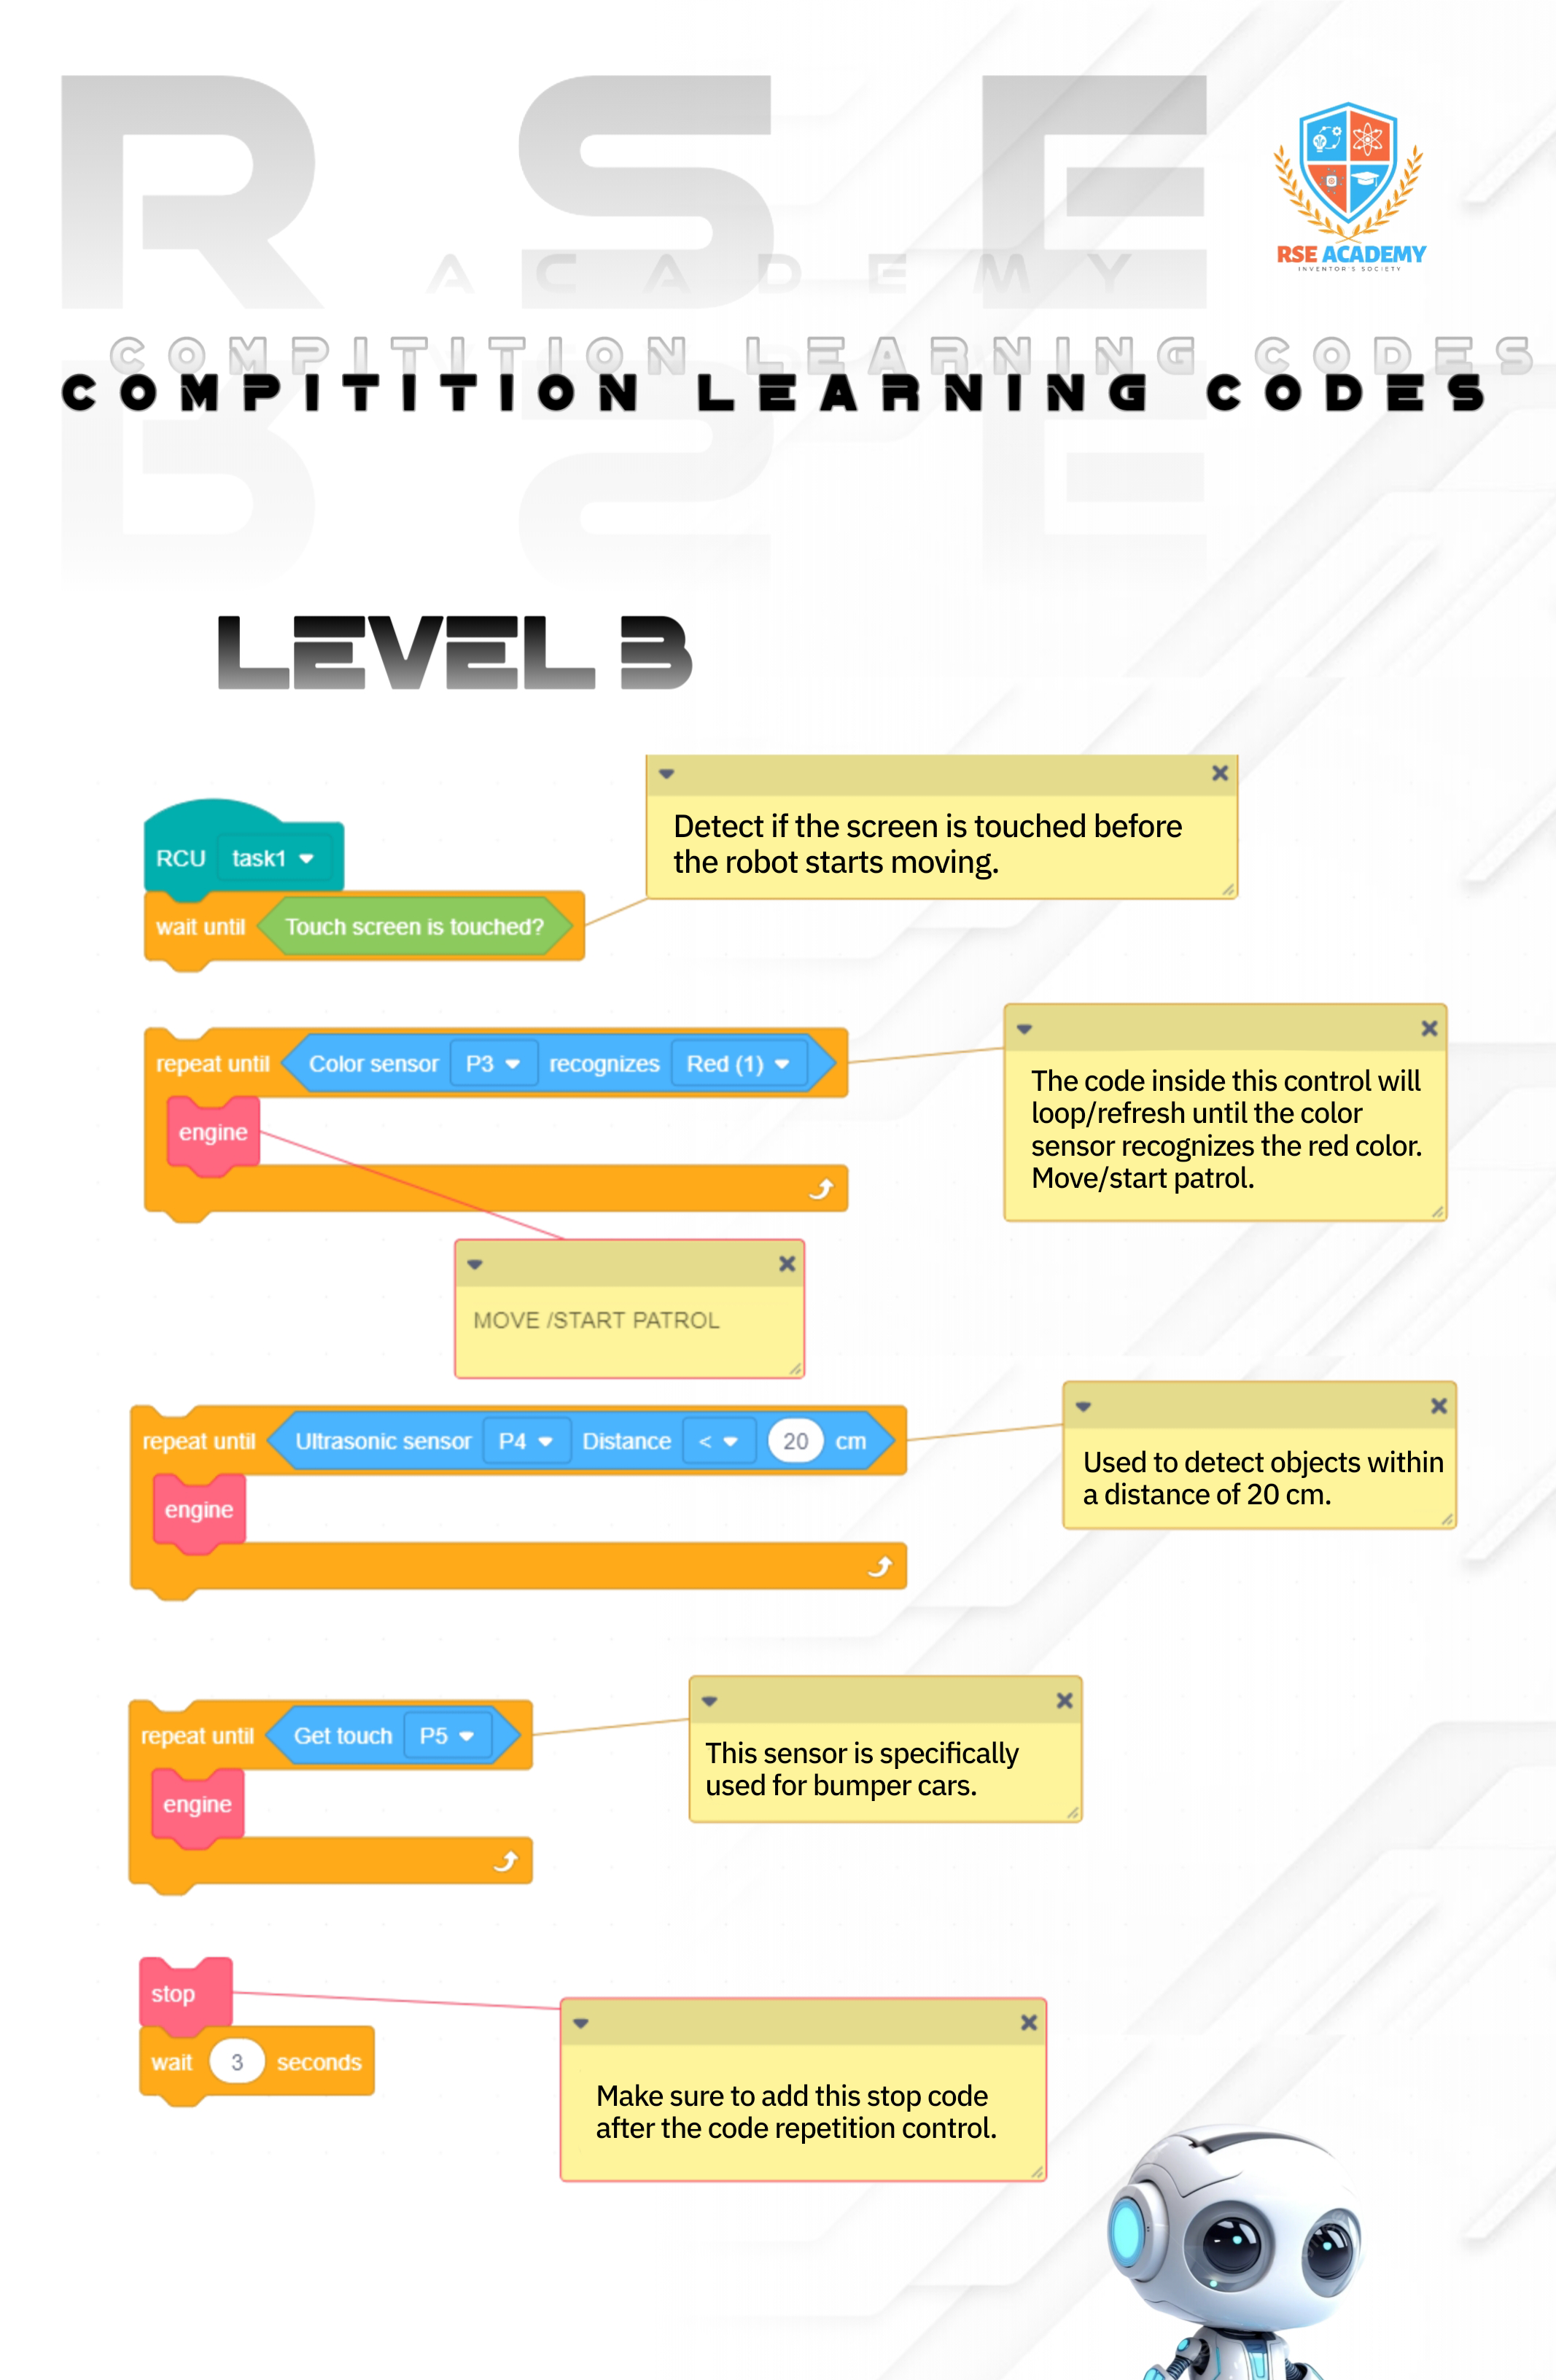 R S E
ACADEMY
RSE ACADEMY
INVENTOR'S SOCIETY
COMPITITION LEARNING CODES
COMPITITION LEARNING CODES
LEVEL 3
Detect if the screen is touched before
the robot starts moving.
RCU task1
wait until Touch screen is touched?
repeat until Color sensor P3 recognizes Red (1)
The code inside this control will
loop/refresh until the color
sensor recognizes the red color.
Move/start patrol.
engine
MOVE /START PATROL
repeat until Ultrasonic sensor P4 Distance < 20 cm
Used to detect objects within
a distance of 20 cm.
engine
repeat until Get touch P5
This sensor is specifically
used for bumper cars.
engine
stop
wait 3 seconds
Make sure to add this stop code
after the code repetition control.